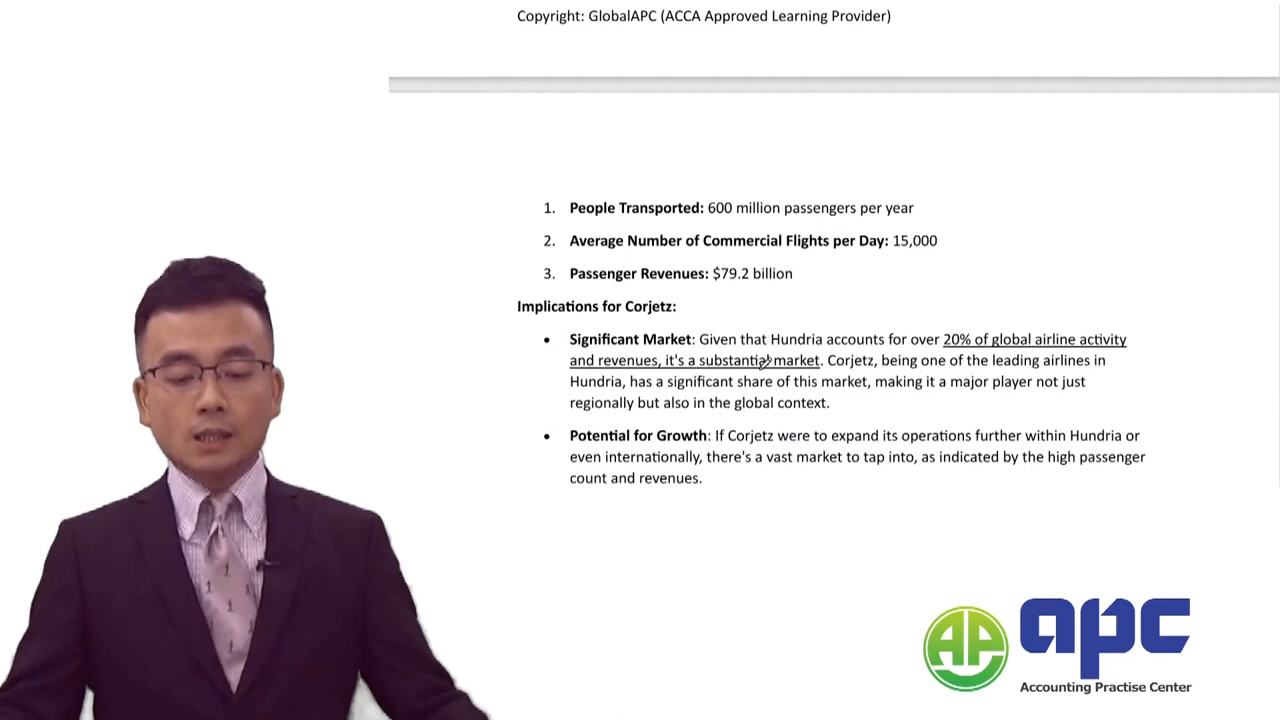 Copyright: GlobalAPC (ACCA Approved Learning Provider)
1. People Transported: 600 million passengers per year
2. Average Number of Commercial Flights per Day: 15,000
3. Passenger Revenues: $79.2 billion
Implications for Corjetz:
• Significant Market: Given that Hundria accounts for over 20% of global airline activity
and revenues, it's a substantial market. Corjetz, being one of the leading airlines in
Hundria, has a significant share of this market, making it a major player not just
regionally but also in the global context.
• Potential for Growth: If Corjetz were to expand its operations further within Hundria or
even internationally, there's a vast market to tap into, as indicated by the high passenger
count and revenues.
AP
apc
Accounting Practise Center